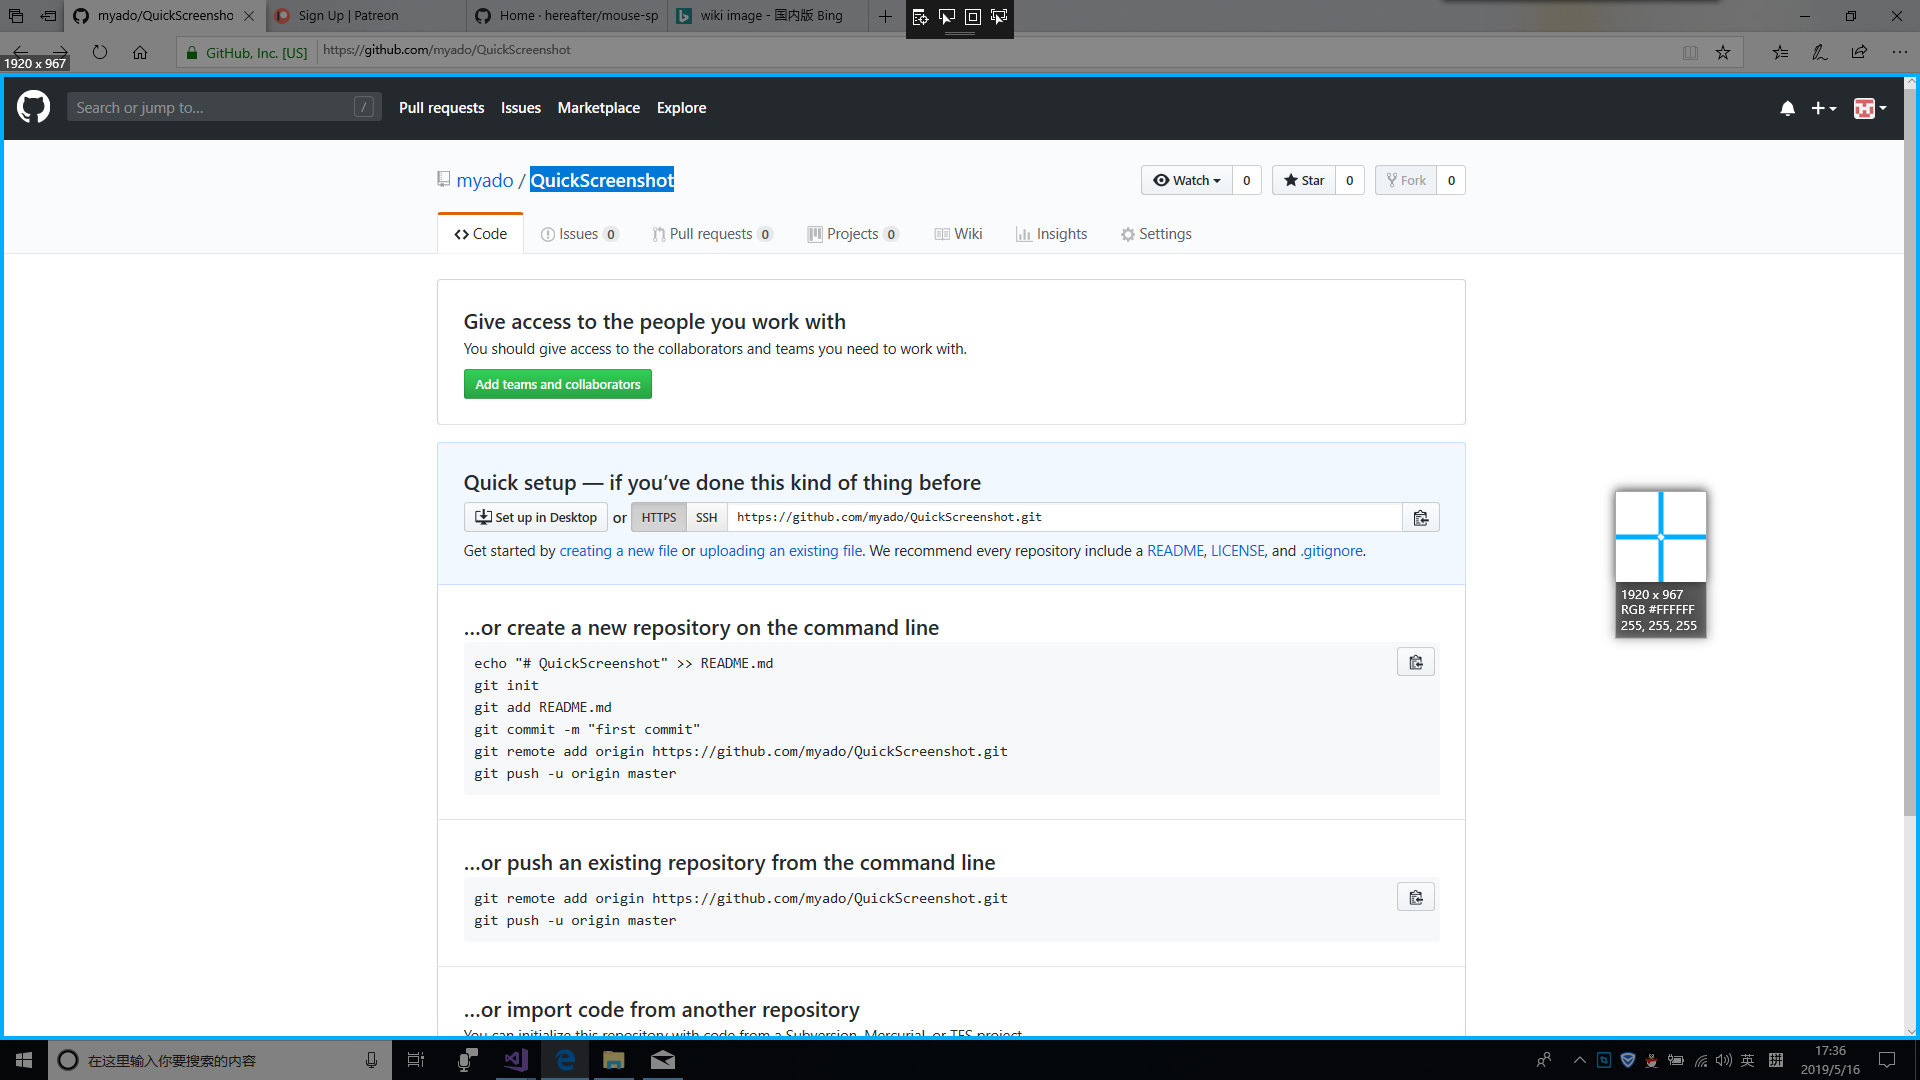 myado/QuickScreensho
Sign Up | Patreon
Home · hereafter/mouse-sp
wiki image - 国内版 Bing
GitHub, Inc. [US]
https://github.com/myado/QuickScreenshot
1920 x 967
Search or jump to...
/
Pull requests
Issues
Marketplace
Explore
myado / QuickScreenshot
Watch 0
Star 0
Fork 0
Code
Issues 0
Pull requests 0
Projects 0
Wiki
Insights
Settings
Give access to the people you work with
You should give access to the collaborators and teams you need to work with.
Add teams and collaborators
Quick setup — if you’ve done this kind of thing before
Set up in Desktop or HTTPS SSH https://github.com/myado/QuickScreenshot.git
Get started by creating a new file or uploading an existing file. We recommend every repository include a README, LICENSE, and .gitignore.
1920 x 967
RGB #FFFFFF
255, 255, 255
…or create a new repository on the command line
echo "# QuickScreenshot" >> README.md
git init
git add README.md
git commit -m "first commit"
git remote add origin https://github.com/myado/QuickScreenshot.git
git push -u origin master
…or push an existing repository from the command line
git remote add origin https://github.com/myado/QuickScreenshot.git
git push -u origin master
…or import code from another repository
You can initialize this repository with code from a Subversion, Mercurial, or TFS project.
在这里输入你要搜索的内容
英
17:36
2019/5/16